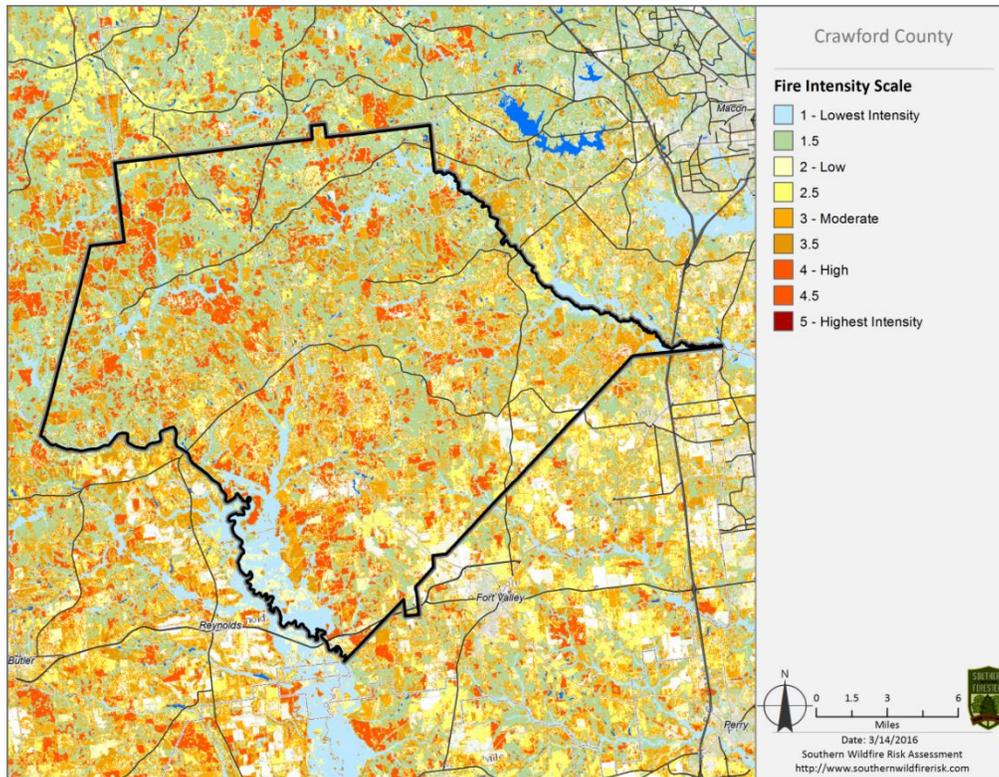 Crawford County
Fire Intensity Scale
1 - Lowest Intensity
1.5
2 - Low
2.5
3 - Moderate
3.5
4 - High
4.5
5 - Highest Intensity
Macon
Fort Valley
Reynolds
Butler
Perry
N
0 1.5 3 6
Miles
Date: 3/14/2016
Southern Wildfire Risk Assessment
http://www.southernwildfirerisk.com